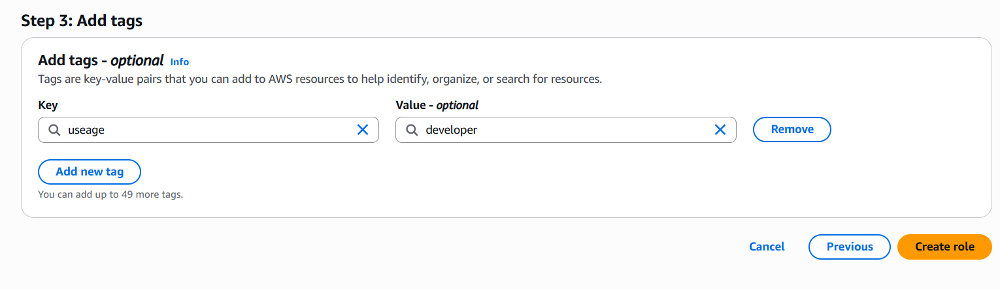 Step 3: Add tags
Add tags - optional Info
Tags are key-value pairs that you can add to AWS resources to help identify, organize, or search for resources.
Key Value - optional
useage developer Remove
Add new tag
You can add up to 49 more tags.
Cancel Previous Create role